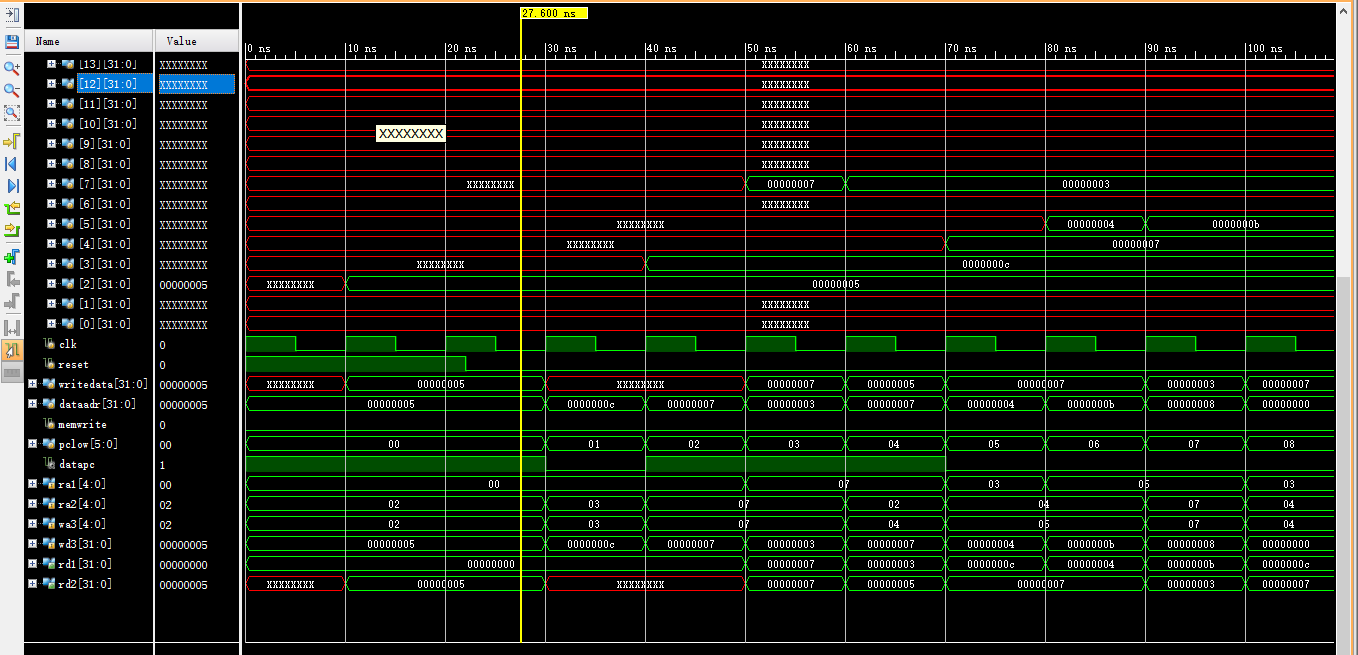 27.600 ns
Name Value 0 ns 10 ns 20 ns 30 ns 40 ns 50 ns 60 ns 70 ns 80 ns 90 ns 100 ns
[13][31:0] XXXXXXXX XXXXXXXX
[12][31:0] XXXXXXXX XXXXXXXX
[11][31:0] XXXXXXXX XXXXXXXX
[10][31:0] XXXXXXXX XXXXXXXX
XXXXXXXX
[9][31:0] XXXXXXXX XXXXXXXX
[8][31:0] XXXXXXXX XXXXXXXX
[7][31:0] XXXXXXXX XXXXXXXX 00000007 00000003
[6][31:0] XXXXXXXX XXXXXXXX
[5][31:0] XXXXXXXX XXXXXXXX 00000004 0000000b
[4][31:0] XXXXXXXX XXXXXXXX 00000007
[3][31:0] XXXXXXXX XXXXXXXX 0000000c
[2][31:0] 00000005 XXXXXXXX 00000005
[1][31:0] XXXXXXXX XXXXXXXX
[0][31:0] XXXXXXXX XXXXXXXX
clk 0
reset 0
writedata[31:0] 00000005 XXXXXXXX 00000005 XXXXXXXX 00000007 00000005 00000007 00000003 00000007
dataadr[31:0] 00000005 00000005 0000000c 00000007 00000003 00000007 00000004 0000000b 00000008 00000000
memwrite 0
pclow[5:0] 00 00 01 02 03 04 05 06 07 08
datapc 1
ra1[4:0] 00 00 07 03 05 03
ra2[4:0] 02 02 03 07 02 04 07 04
wa3[4:0] 02 02 03 07 04 05 07 04
wd3[31:0] 00000005 00000005 0000000c 00000007 00000003 00000007 00000004 0000000b 00000008 00000000
rd1[31:0] 00000000 00000000 00000007 00000003 0000000c 00000004 0000000b 0000000c
rd2[31:0] 00000005 XXXXXXXX 00000005 XXXXXXXX 00000007 00000005 00000007 00000003 00000007